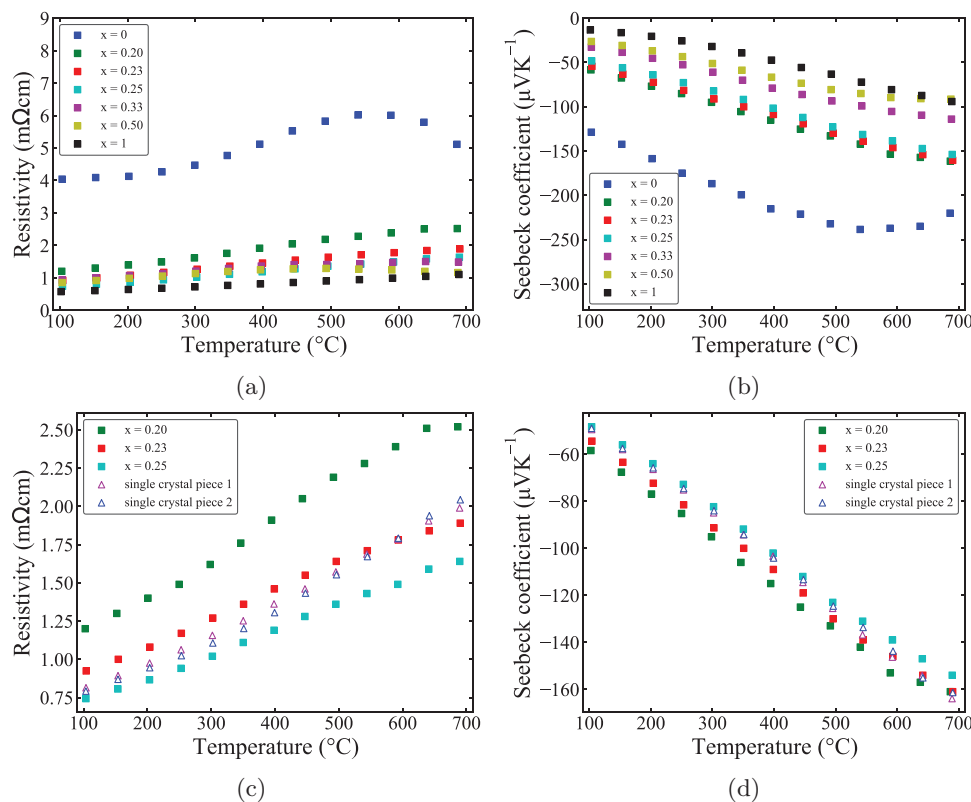 9
8
7
6
5
4
3
2
1
0
Resistivity (mΩcm)
x = 0
x = 0.20
x = 0.23
x = 0.25
x = 0.33
x = 0.50
x = 1
100 200 300 400 500 600 700
Temperature (°C)
(a)
0
−50
−100
−150
−200
−250
−300
Seebeck coefficient (μVK⁻¹)
x = 0
x = 0.20
x = 0.23
x = 0.25
x = 0.33
x = 0.50
x = 1
100 200 300 400 500 600 700
Temperature (°C)
(b)
2.50
2.25
2.00
1.75
1.50
1.25
1.00
0.75
Resistivity (mΩcm)
x = 0.20
x = 0.23
x = 0.25
single crystal piece 1
single crystal piece 2
100 200 300 400 500 600 700
Temperature (°C)
(c)
−60
−80
−100
−120
−140
−160
Seebeck coefficient (μVK⁻¹)
x = 0.20
x = 0.23
x = 0.25
single crystal piece 1
single crystal piece 2
100 200 300 400 500 600 700
Temperature (°C)
(d)